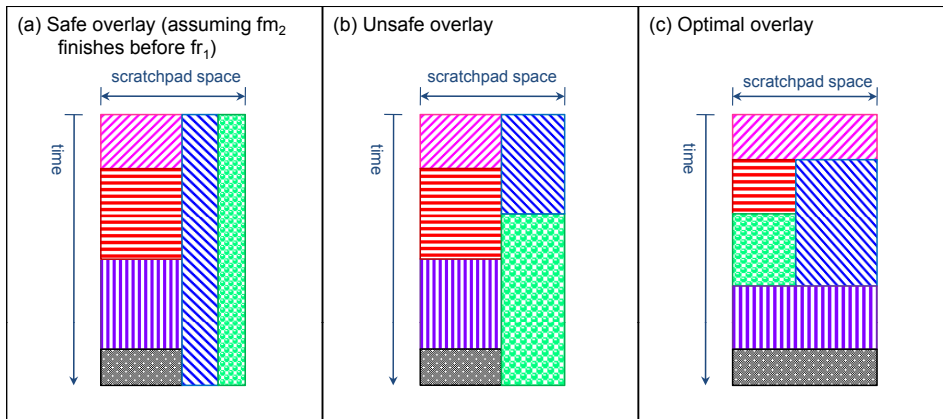 (a) Safe overlay (assuming fm₂
finishes before fr₁)
scratchpad space
time
(b) Unsafe overlay
scratchpad space
time
(c) Optimal overlay
scratchpad space
time